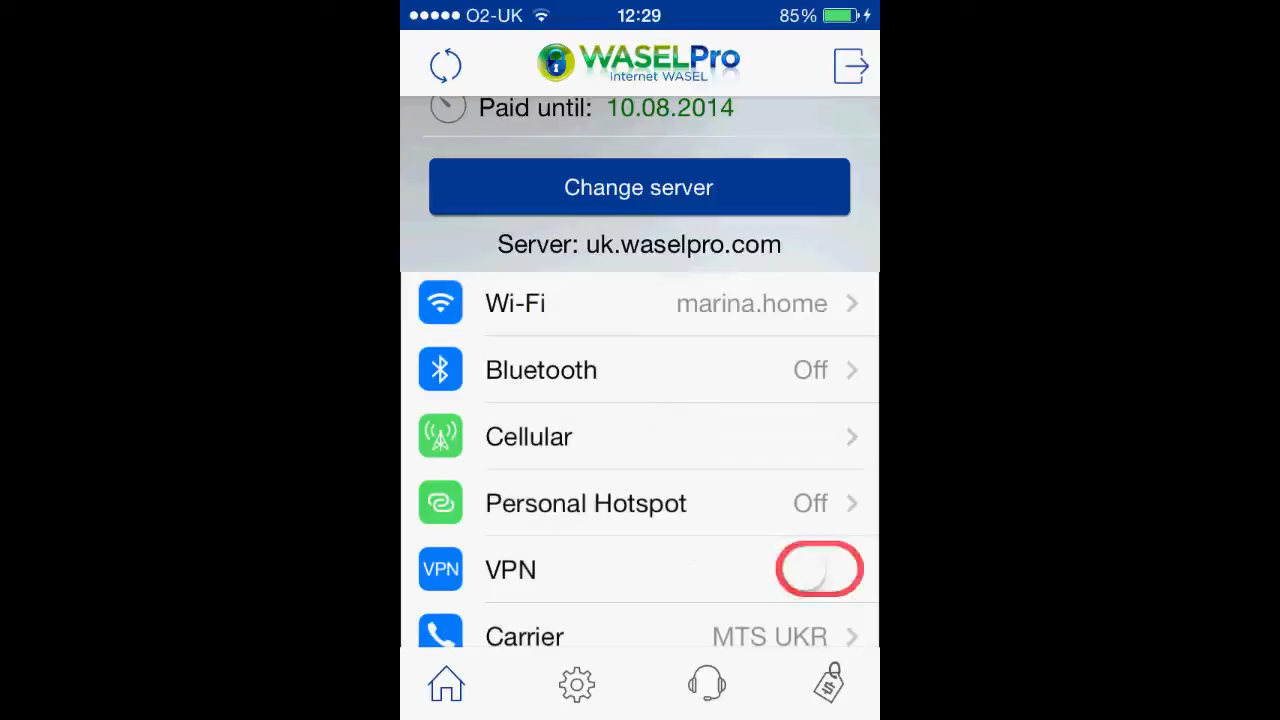 O2-UK 12:29 85%
WASELPro
Internet WASEL
Paid until: 10.08.2014
Change server
Server: uk.waselpro.com
Wi-Fi marina.home
Bluetooth Off
Cellular
Personal Hotspot Off
VPN VPN
Carrier MTS UKR